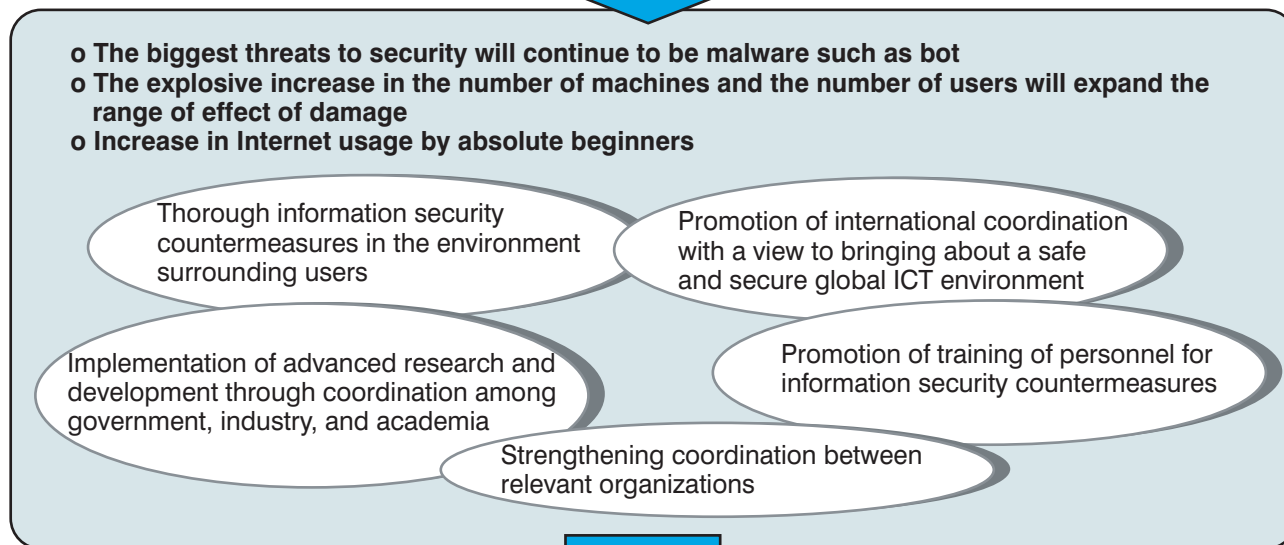 o The biggest threats to security will continue to be malware such as bot
o The explosive increase in the number of machines and the number of users will expand the
range of effect of damage
o Increase in Internet usage by absolute beginners
Thorough information security
countermeasures in the environment
surrounding users
Promotion of international coordination
with a view to bringing about a safe
and secure global ICT environment
Implementation of advanced research and
development through coordination among
government, industry, and academia
Promotion of training of personnel for
information security countermeasures
Strengthening coordination between
relevant organizations